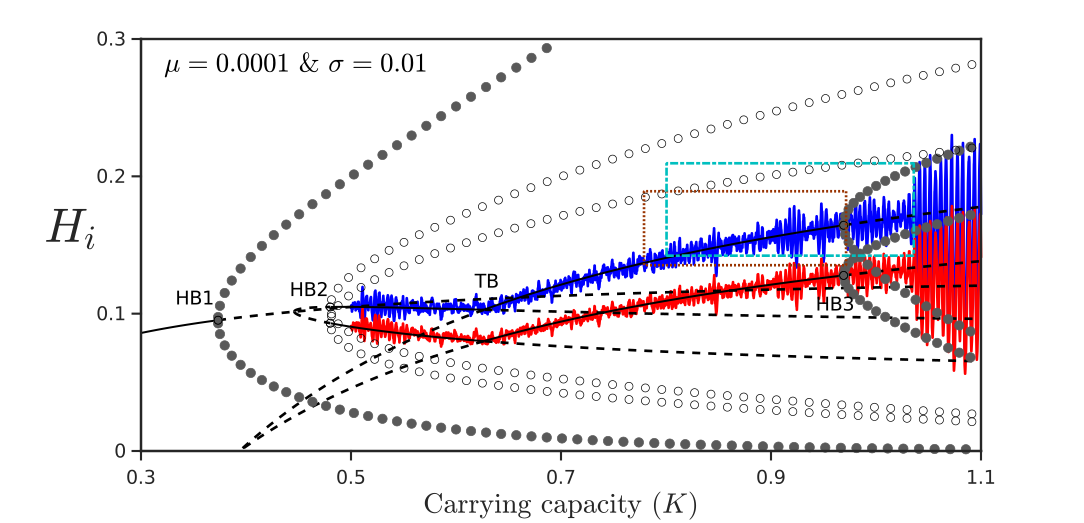 0.3
μ = 0.0001 & σ = 0.01
0.2
H_i
HB1
HB2
TB
0.1
HB3
0
0.3
0.5
0.7
0.9
1.1
Carrying capacity (K)